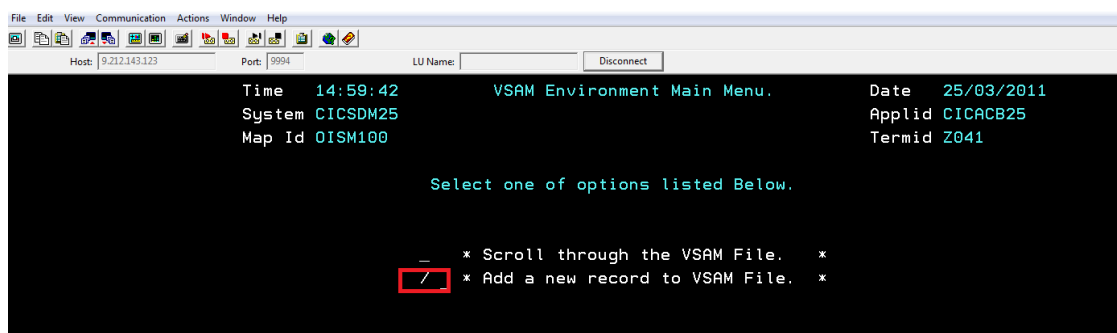 File Edit View Communication Actions Window Help
Host: 9.212.143.123 Port: 9994 LU Name: Disconnect
Time 14:59:42 VSAM Environment Main Menu. Date 25/03/2011
System CICSDM25 Applid CICACB25
Map Id OISM100 Termid Z041
Select one of options listed Below.
_ * Scroll through the VSAM File. *
/ _ * Add a new record to VSAM File. *